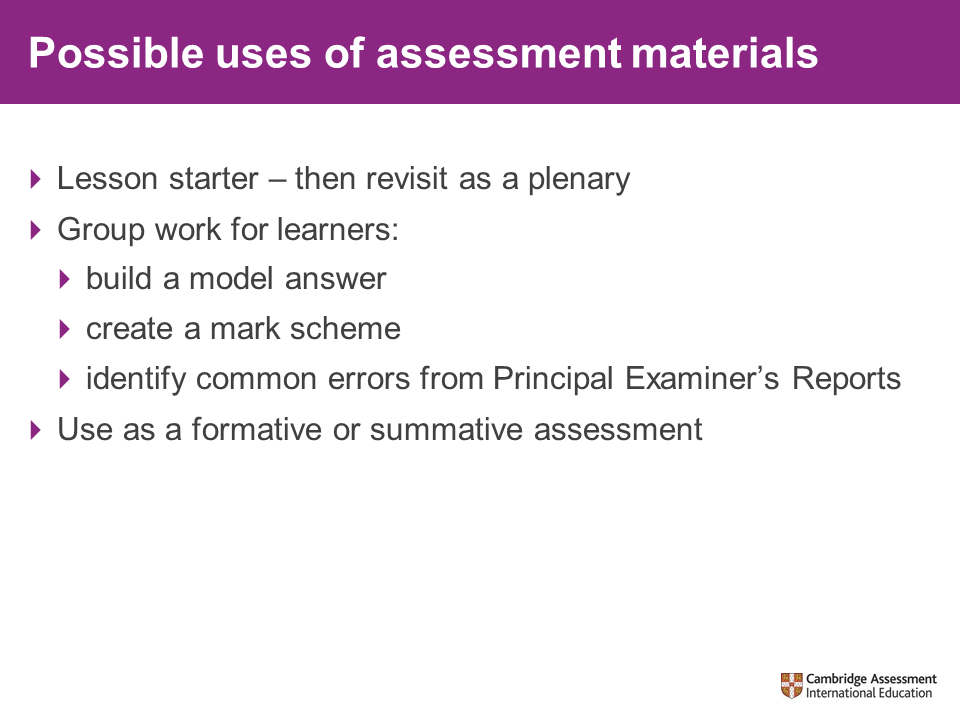 Possible uses of assessment materials
Lesson starter – then revisit as a plenary
Group work for learners:
build a model answer
create a mark scheme
identify common errors from Principal Examiner’s Reports
Use as a formative or summative assessment
Cambridge Assessment
International Education